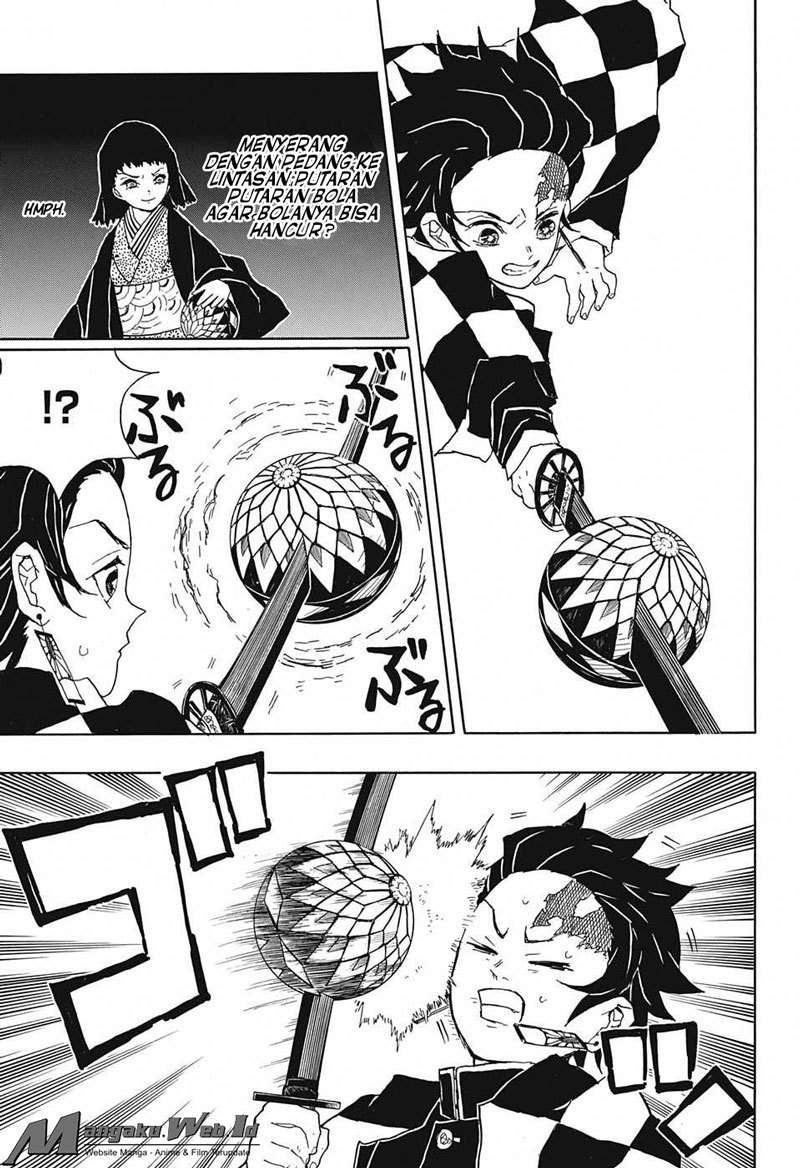 MENYERANG
DENGAN PEDANG KE
LINTASAN PUTARAN
PUTARAN BOLA
AGAR BOLANYA BISA
HANCUR?
HMPH.
ぶる
ぶる
!?
ぶる
ゴッ
Mangaku.Web.Id
Website Manga - Anime & Film Terupdate